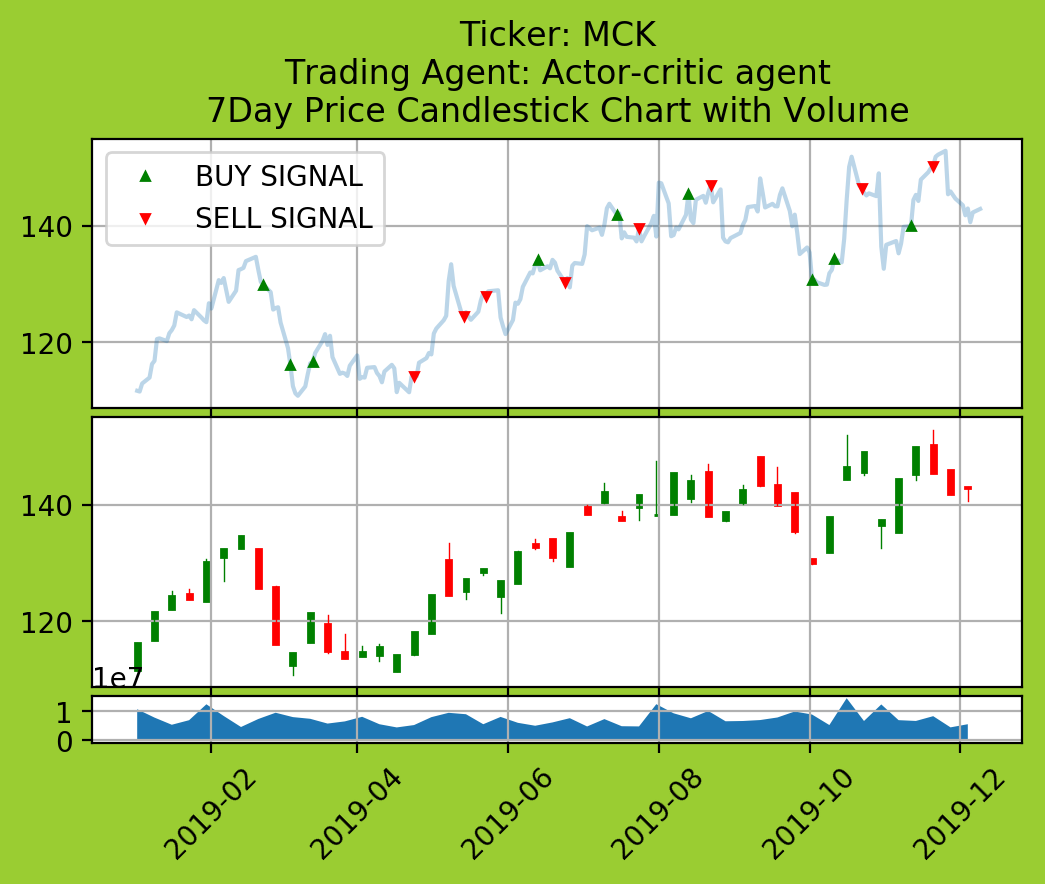 Ticker: MCK
Trading Agent: Actor-critic agent
7Day Price Candlestick Chart with Volume
BUY SIGNAL
SELL SIGNAL
140
120
140
120
1e7
1
0
2019-02
2019-04
2019-06
2019-08
2019-10
2019-12